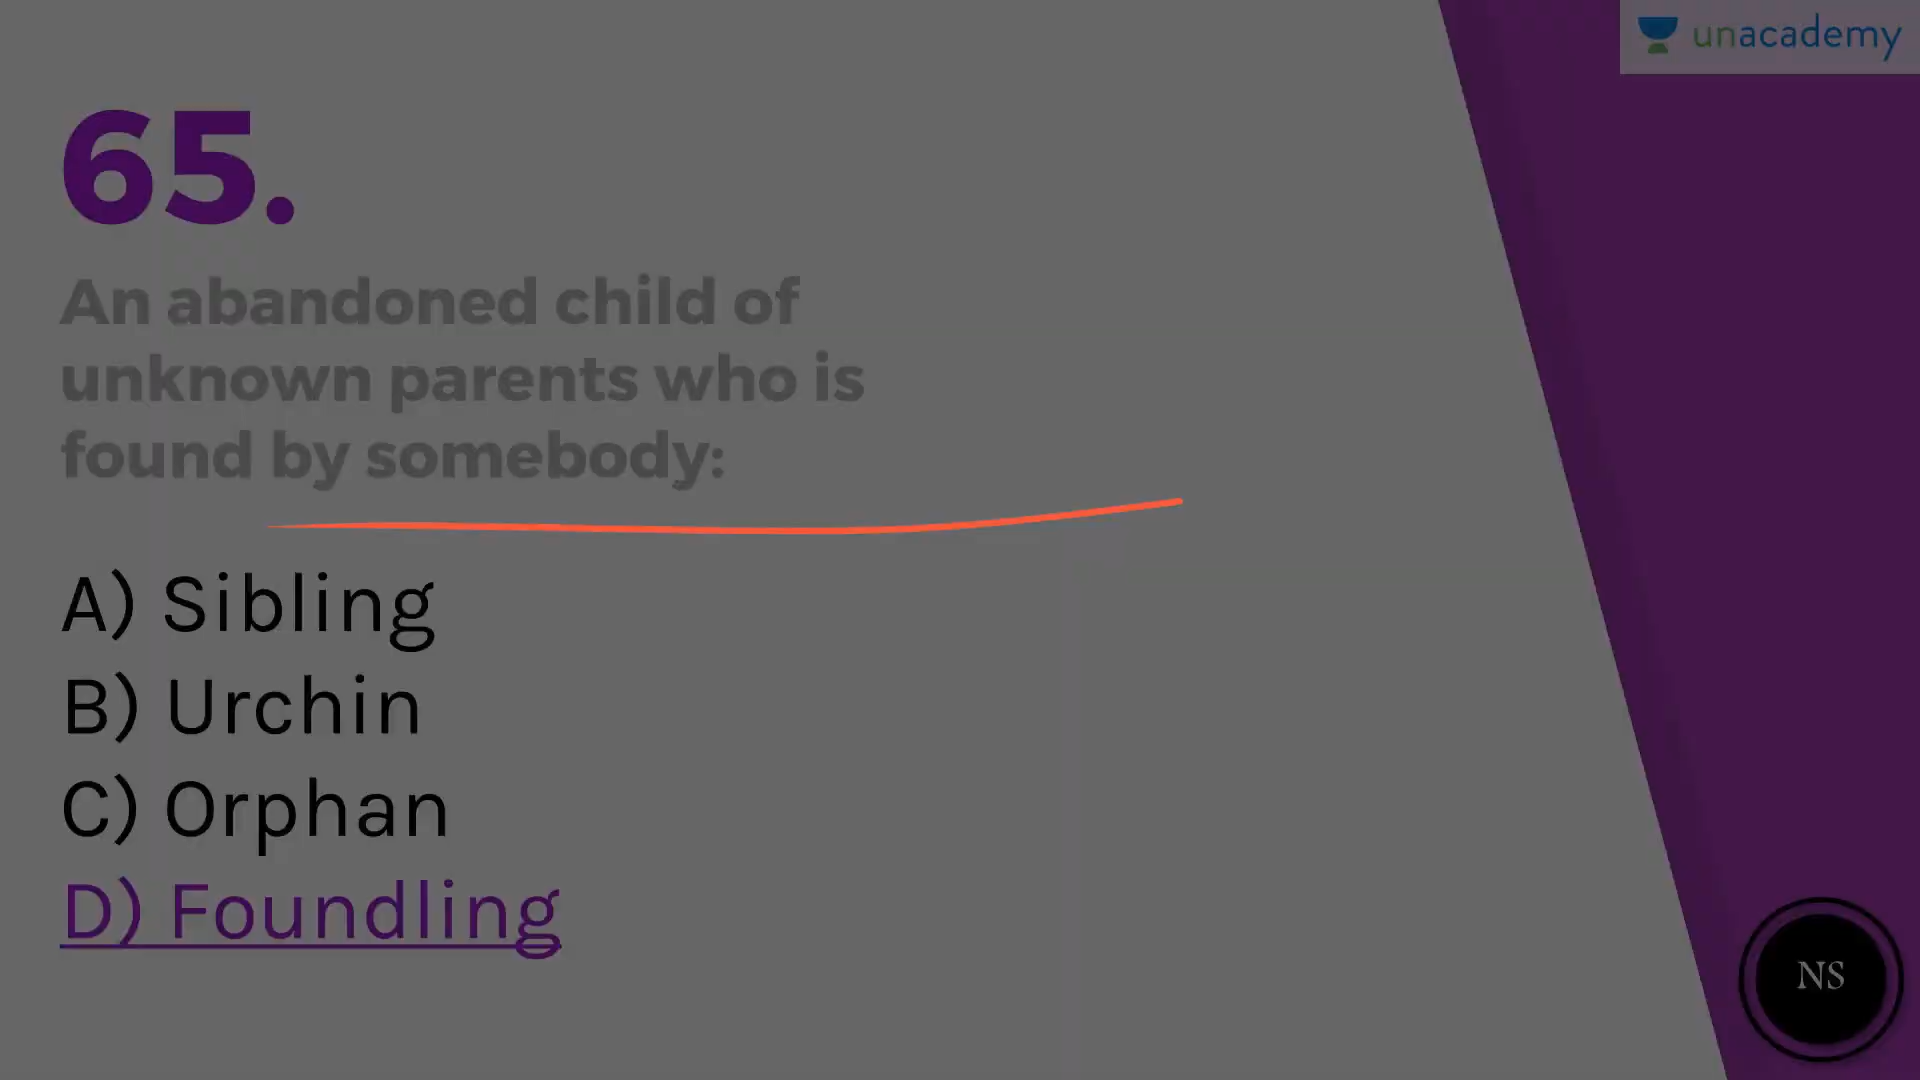 unacademy
65.
An abandoned child of
unknown parents who is
found by somebody:
A) Sibling
B) Urchin
C) Orphan
D) Foundling
NS